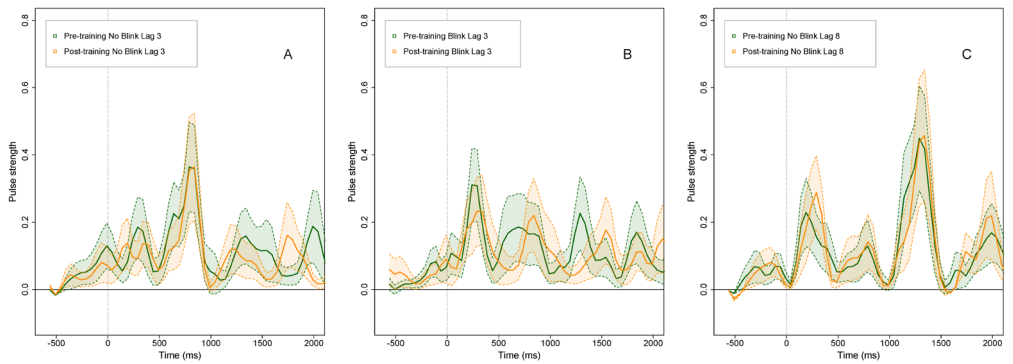 Pre-training No Blink Lag 3
Post-training No Blink Lag 3
A
Pulse strength
0.0
0.2
0.4
0.6
0.8
-500
0
500
1000
1500
2000
Time (ms)
Pre-training Blink Lag 3
Post-training Blink Lag 3
B
Pulse strength
0.0
0.2
0.4
0.6
0.8
-500
0
500
1000
1500
2000
Time (ms)
Pre-training No Blink Lag 8
Post-training No Blink Lag 8
C
Pulse strength
0.0
0.2
0.4
0.6
0.8
-500
0
500
1000
1500
2000
Time (ms)